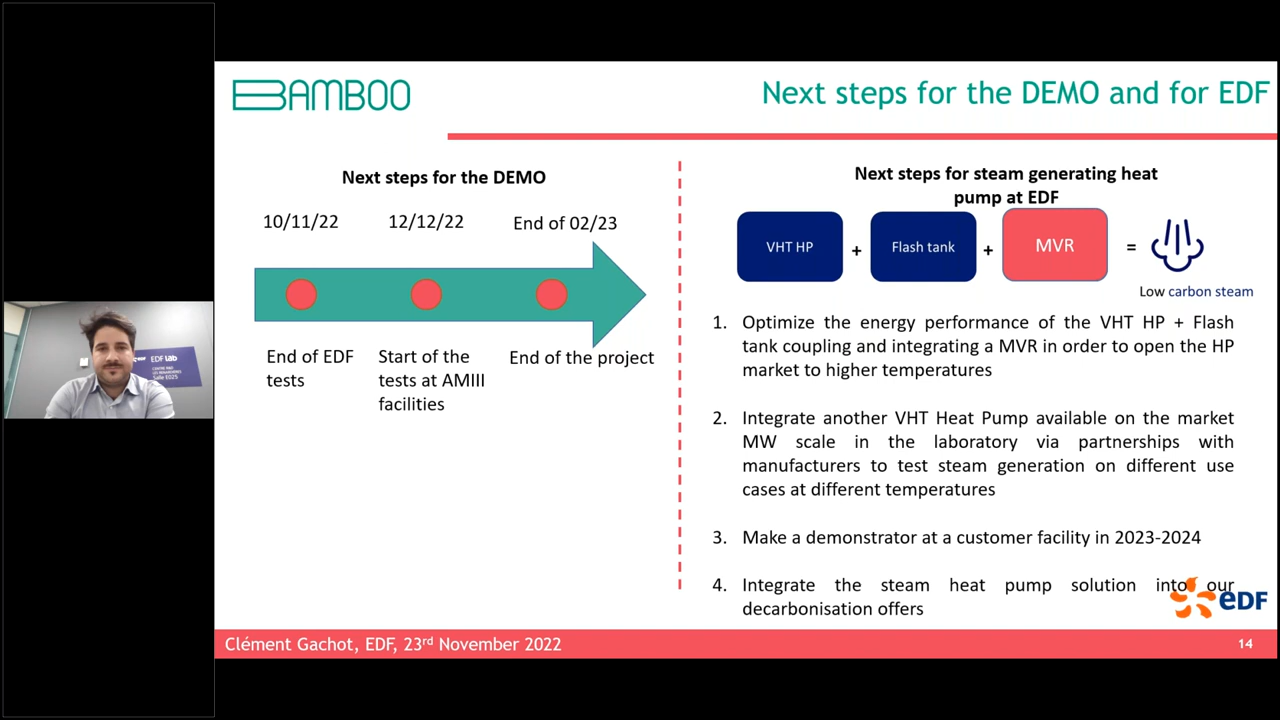 BAMBOO
Next steps for the DEMO and for EDF
Next steps for the DEMO
10/11/22
12/12/22
End of 02/23
End of EDF
tests
Start of the
tests at AMIII
facilities
End of the project
Next steps for steam generating heat
pump at EDF
VHT HP
+
Flash tank
+
MVR
=
Low carbon steam
1. Optimize the energy performance of the VHT HP + Flash
tank coupling and integrating a MVR in order to open the HP
market to higher temperatures
2. Integrate another VHT Heat Pump available on the market
MW scale in the laboratory via partnerships with
manufacturers to test steam generation on different use
cases at different temperatures
3. Make a demonstrator at a customer facility in 2023-2024
4. Integrate the steam heat pump solution into our
decarbonisation offers
eDF
Clément Gachot, EDF, 23rd November 2022
14
EDF Lab